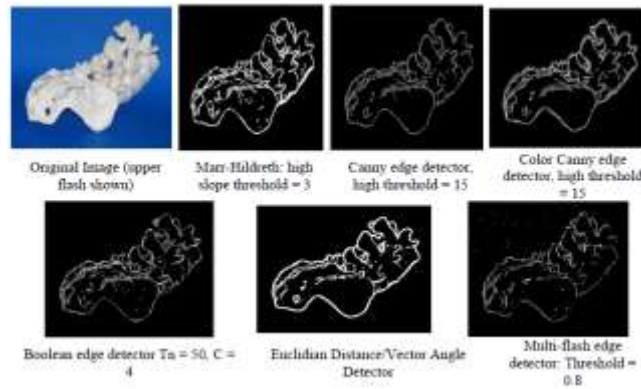 Original Image (upper
flash shown)
Marr-Hildreth: high
slope threshold = 3
Canny edge detector,
high threshold = 15
Color Canny edge
detector, high threshold
= 15
Boolean edge detector Tn = 50, C =
4
Euclidian Distance/Vector Angle
Detector
Multi-flash edge
detector: Threshold =
0.8